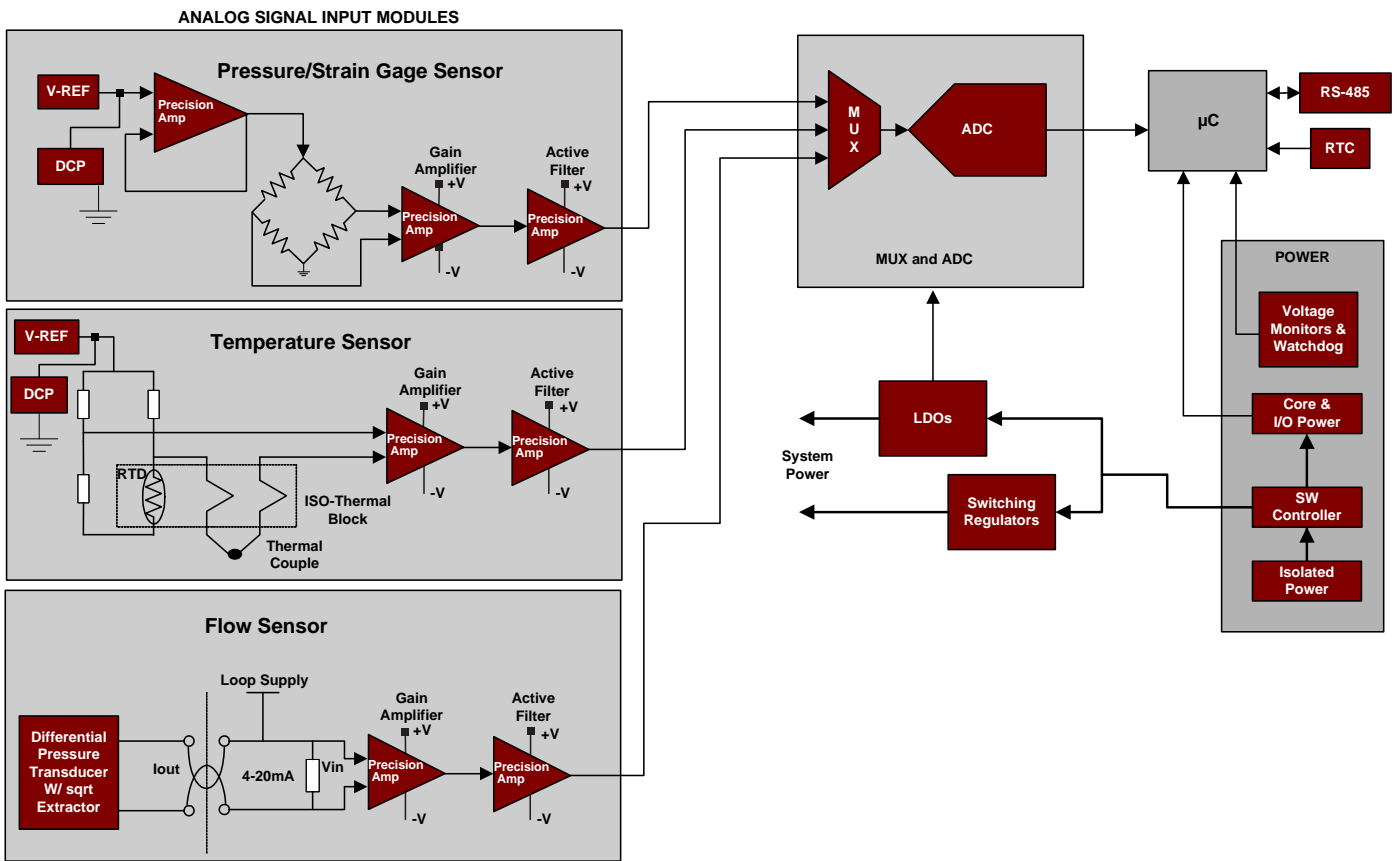 ANALOG SIGNAL INPUT MODULES
Pressure/Strain Gage Sensor
V-REF
DCP
Precision
Amp
Gain
Amplifier
+V
Precision
Amp
-V
Active
Filter
+V
Precision
Amp
-V
Temperature Sensor
V-REF
DCP
RTD
ISO-Thermal
Block
Thermal
Couple
Gain
Amplifier
+V
Precision
Amp
-V
Active
Filter
+V
Precision
Amp
-V
Flow Sensor
Differential
Pressure
Transducer
W/ sqrt
Extractor
Iout
Loop Supply
4-20mA
Vin
Gain
Amplifier
+V
Precision
Amp
-V
Active
Filter
+V
Precision
Amp
-V
M
U
X
ADC
MUX and ADC
µC
RS-485
RTC
POWER
Voltage
Monitors &
Watchdog
Core &
I/O Power
SW
Controller
Isolated
Power
LDOs
System
Power
Switching
Regulators